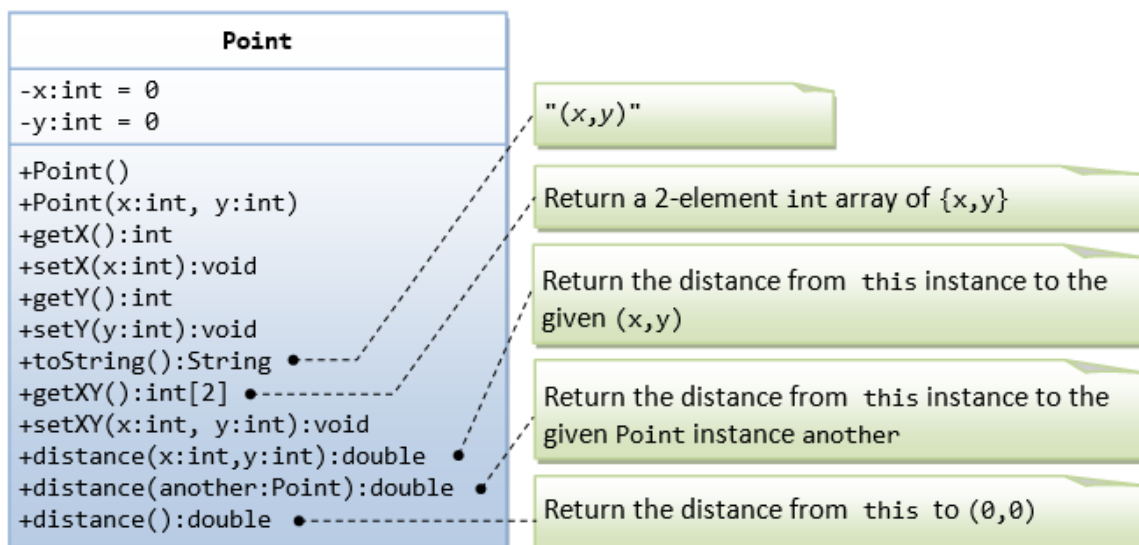 Point
-x:int = 0
-y:int = 0
+Point()
+Point(x:int, y:int)
+getX():int
+setX(x:int):void
+getY():int
+setY(y:int):void
+toString():String
+getXY():int[2]
+setXY(x:int, y:int):void
+distance(x:int,y:int):double
+distance(another:Point):double
+distance():double
"(x,y)"
Return a 2-element int array of {x,y}
Return the distance from this instance to the
given (x,y)
Return the distance from this instance to the
given Point instance another
Return the distance from this to (0,0)